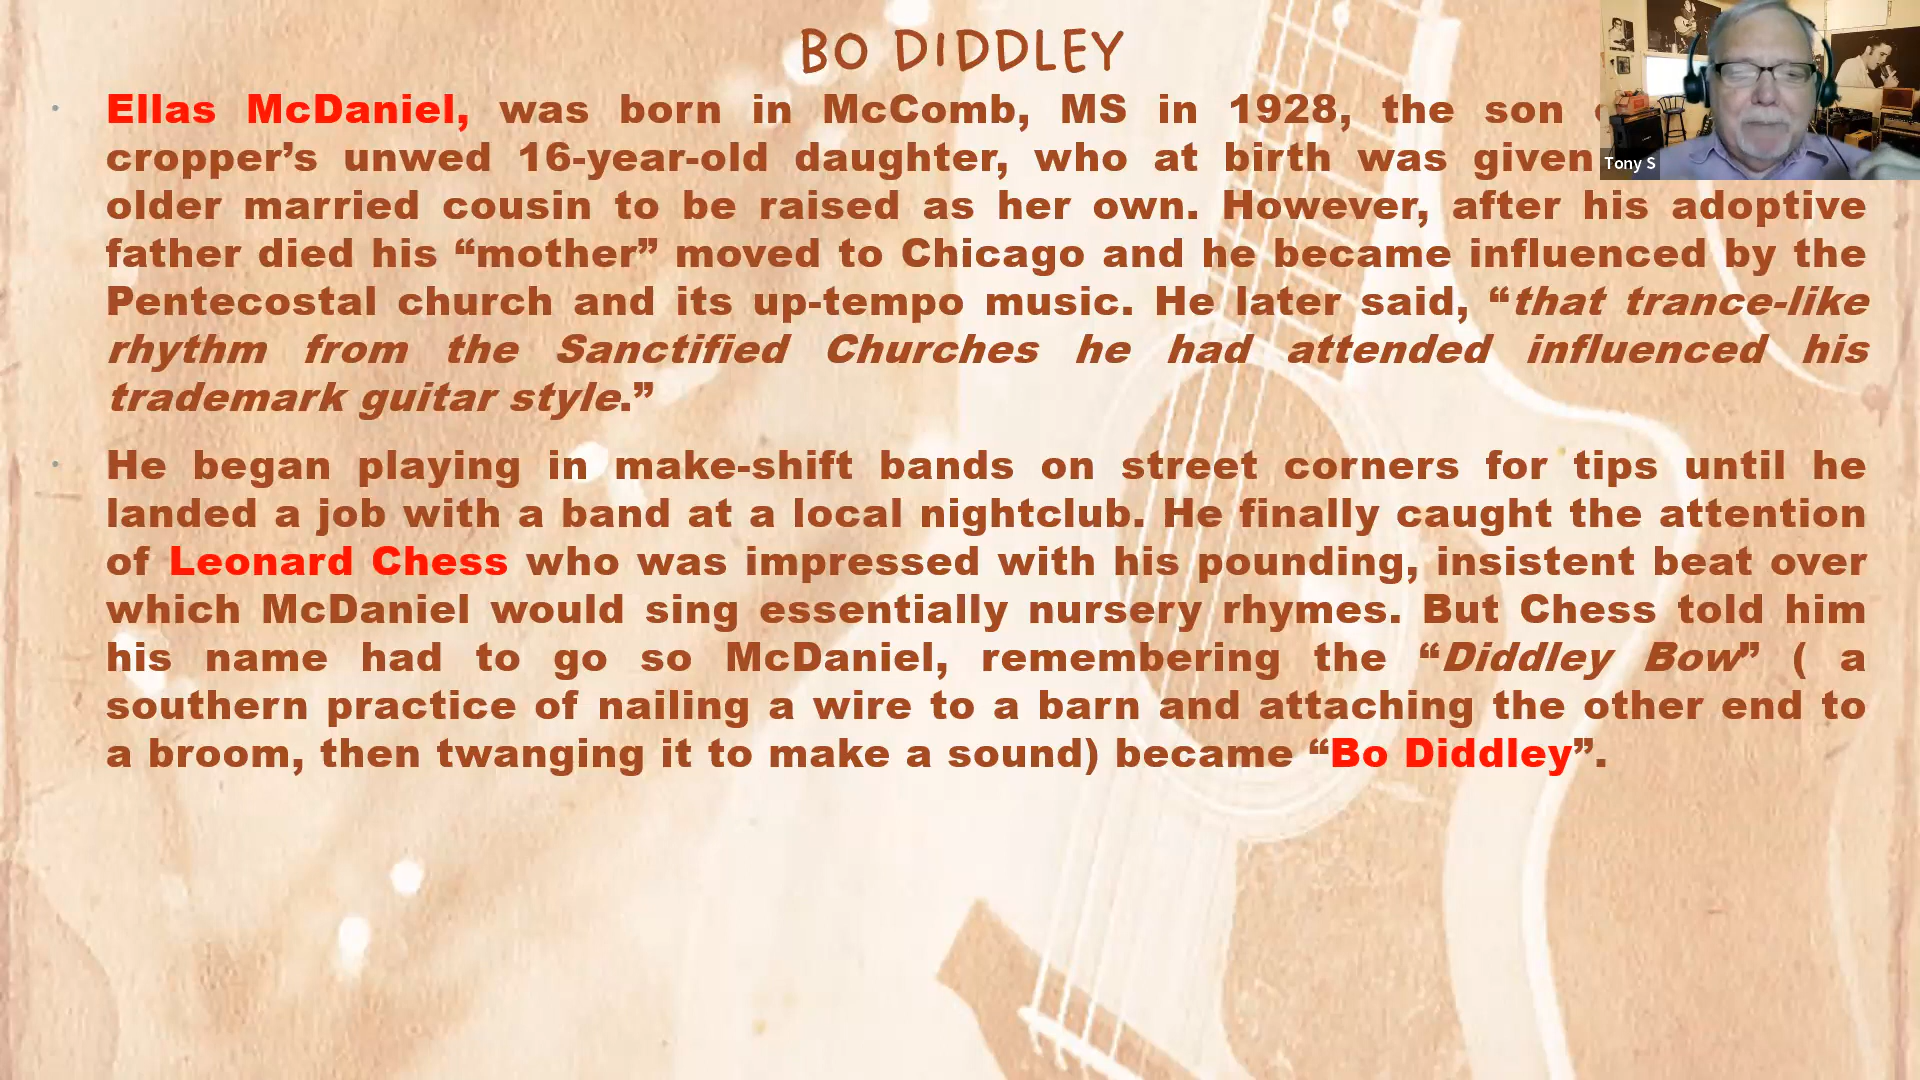 BO DIDDLEY
Ellas McDaniel, was born in McComb, MS in 1928, the son
cropper’s unwed 16-year-old daughter, who at birth was given
older married cousin to be raised as her own. However, after his adoptive
father died his “mother” moved to Chicago and he became influenced by the
Pentecostal church and its up-tempo music. He later said, “that trance-like
rhythm from the Sanctified Churches he had attended influenced his
trademark guitar style.”
He began playing in make-shift bands on street corners for tips until he
landed a job with a band at a local nightclub. He finally caught the attention
of Leonard Chess who was impressed with his pounding, insistent beat over
which McDaniel would sing essentially nursery rhymes. But Chess told him
his name had to go so McDaniel, remembering the “Diddley Bow” ( a
southern practice of nailing a wire to a barn and attaching the other end to
a broom, then twanging it to make a sound) became “Bo Diddley”.
Tony S